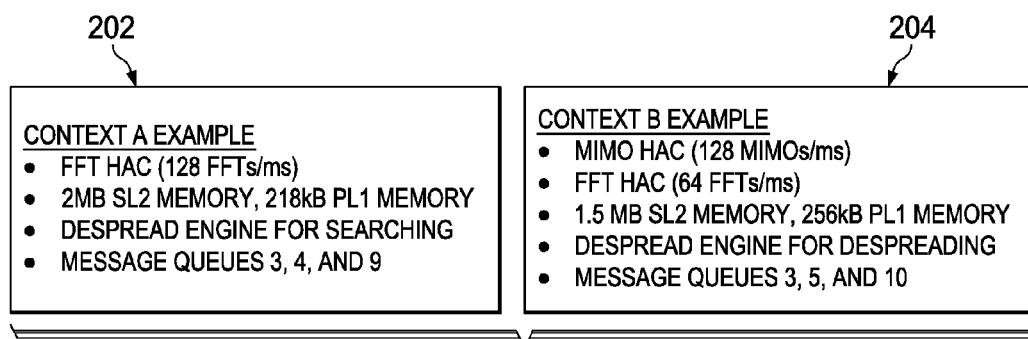 202
204
CONTEXT A EXAMPLE
• FFT HAC (128 FFTs/ms)
• 2MB SL2 MEMORY, 218kB PL1 MEMORY
• DESPREAD ENGINE FOR SEARCHING
• MESSAGE QUEUES 3, 4, AND 9
CONTEXT B EXAMPLE
• MIMO HAC (128 MIMOs/ms)
• FFT HAC (64 FFTs/ms)
• 1.5 MB SL2 MEMORY, 256kB PL1 MEMORY
• DESPREAD ENGINE FOR DESPREADING
• MESSAGE QUEUES 3, 5, AND 10